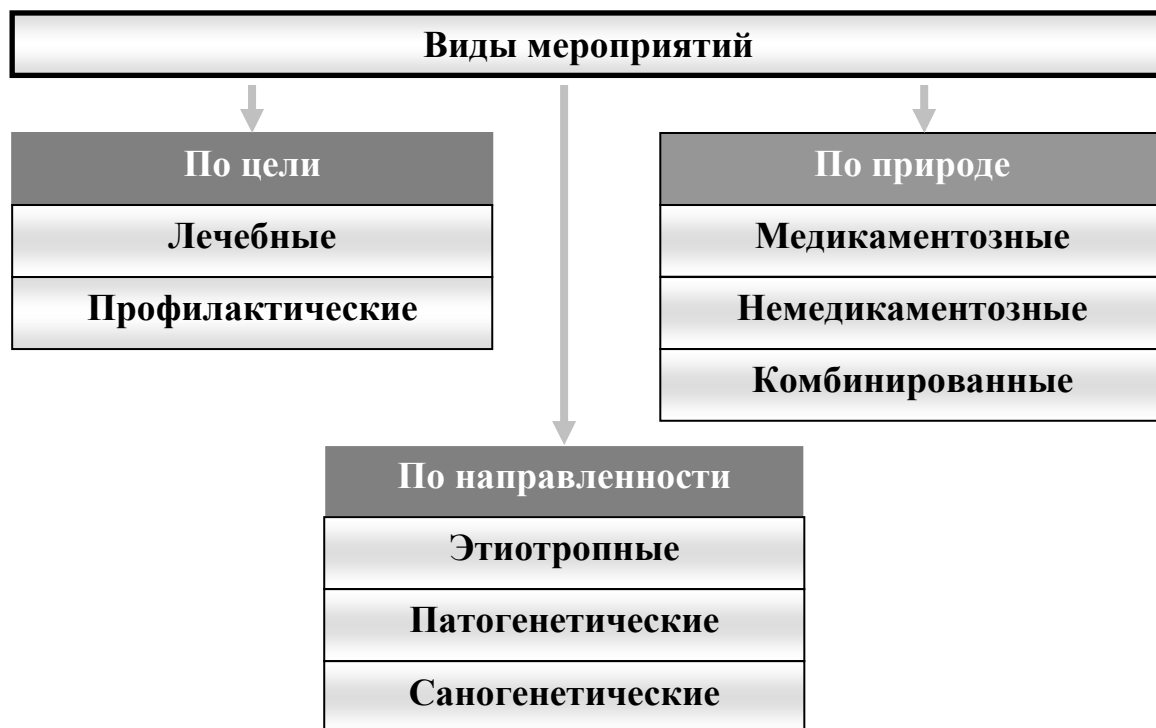 Виды мероприятий
По цели
Лечебные
Профилактические
По природе
Медикаментозные
Немедикаментозные
Комбинированные
По направленности
Этиотропные
Патогенетические
Саногенетические